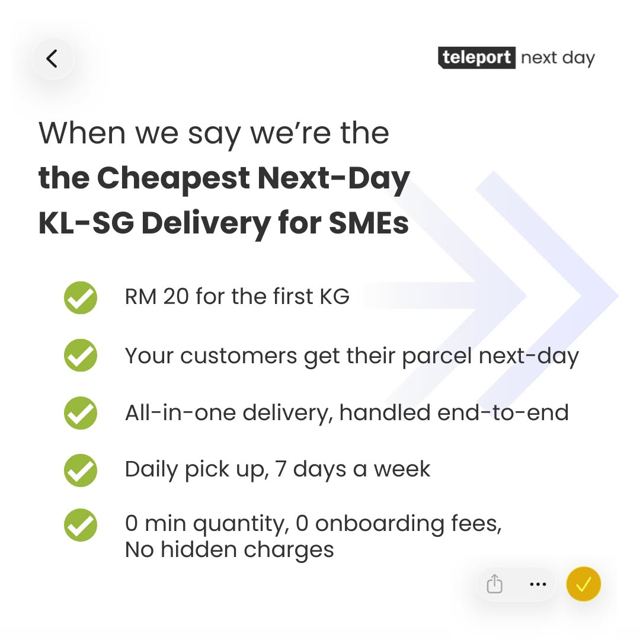 teleport next day
When we say we're the
the Cheapest Next-Day
KL-SG Delivery for SMEs
RM 20 for the first KG
Your customers get their parcel next-day
All-in-one delivery, handled end-to-end
Daily pick up, 7 days a week
0 min quantity, 0 onboarding fees,
No hidden charges